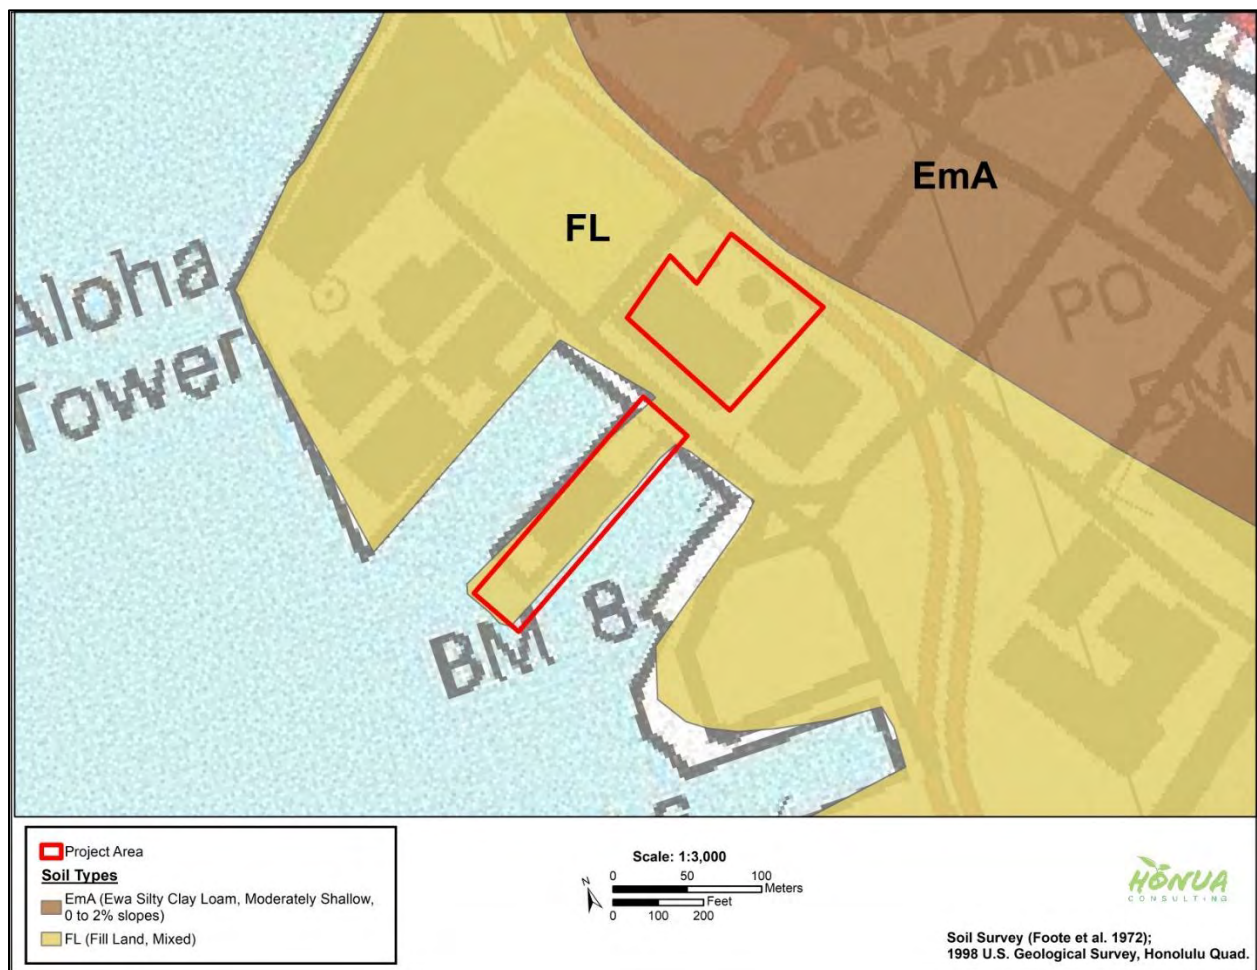 State Monu
EmA
FL
Aloha
Tower
PO
BM
BM 8
Project Area
Soil Types
EmA (Ewa Silty Clay Loam, Moderately Shallow,
0 to 2% slopes)
FL (Fill Land, Mixed)
Scale: 1:3,000
N
0 50 100
Meters
Feet
0 100 200
HONUA
CONSULTING
Soil Survey (Foote et al. 1972);
1998 U.S. Geological Survey, Honolulu Quad.